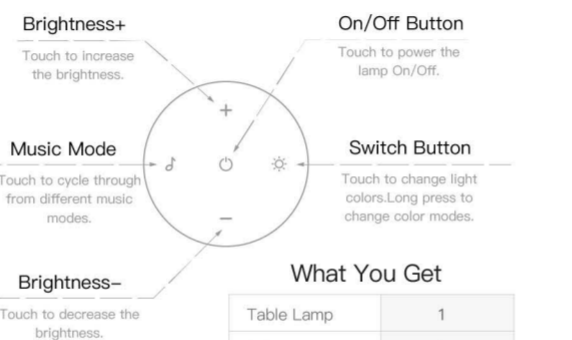 Brightness+
Touch to increase
the brightness.
On/Off Button
Touch to power the
lamp On/Off.
Music Mode
Touch to cycle through
from different music
modes.
Switch Button
Touch to change light
colors.Long press to
change color modes.
Brightness–
Touch to decrease the
brightness.
What You Get
Table Lamp 1